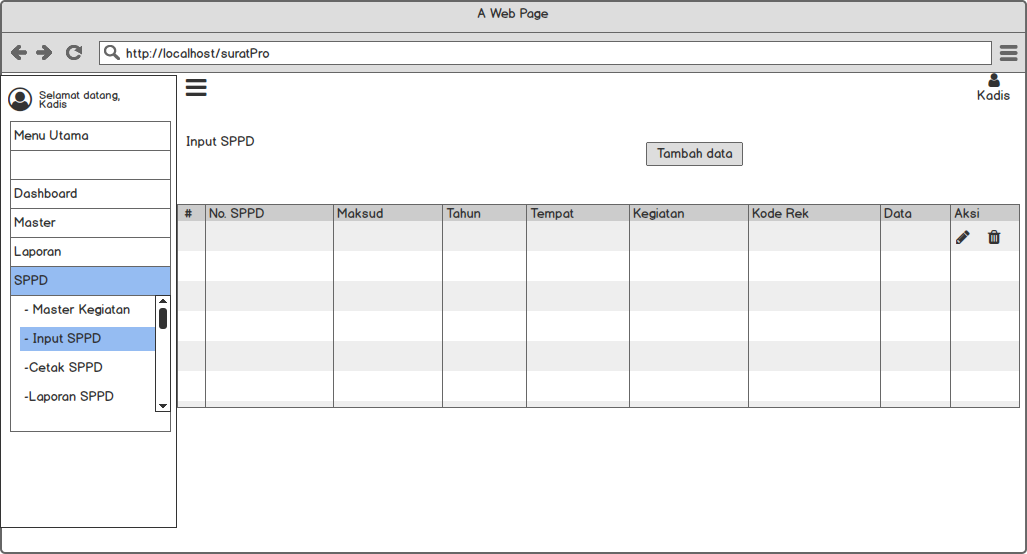 A Web Page
http://localhost/suratPro
Selamat datang,
Kadis
Kadis
Menu Utama
Dashboard
Master
Laporan
SPPD
- Master Kegiatan
- Input SPPD
-Cetak SPPD
-Laporan SPPD
Input SPPD
Tambah data
# No. SPPD Maksud Tahun Tempat Kegiatan Kode Rek Data Aksi